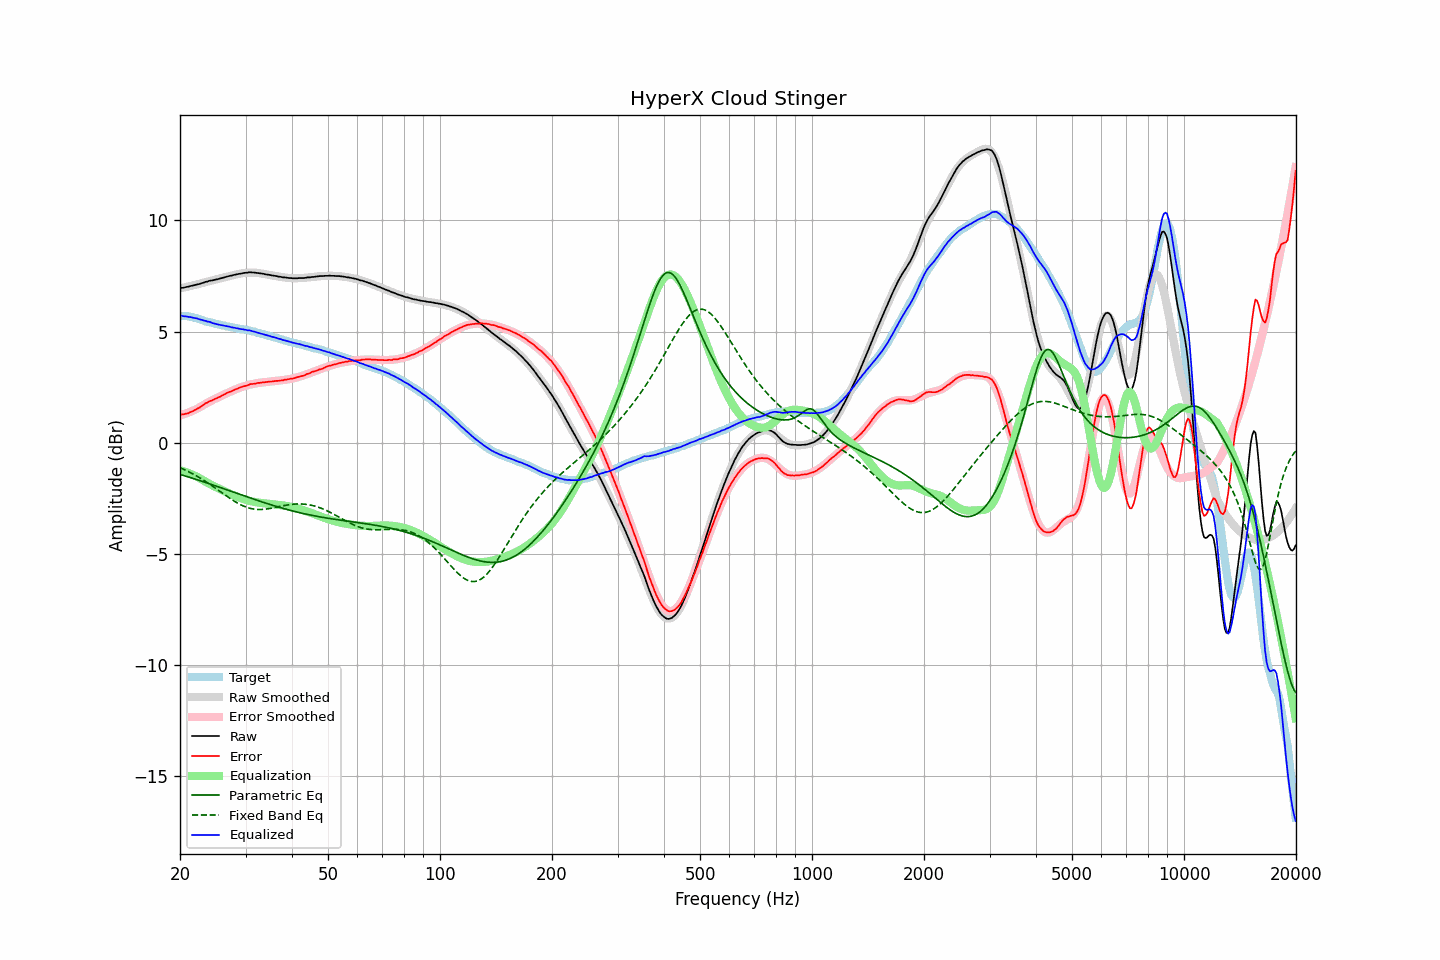 HyperX Cloud Stinger
Amplitude (dBr)
10
5
0
−5
−10
−15
Target
Raw Smoothed
Error Smoothed
Raw
Error
Equalization
Parametric Eq
Fixed Band Eq
Equalized
20 50 100 200 500 1000 2000 5000 10000 20000
Frequency (Hz)